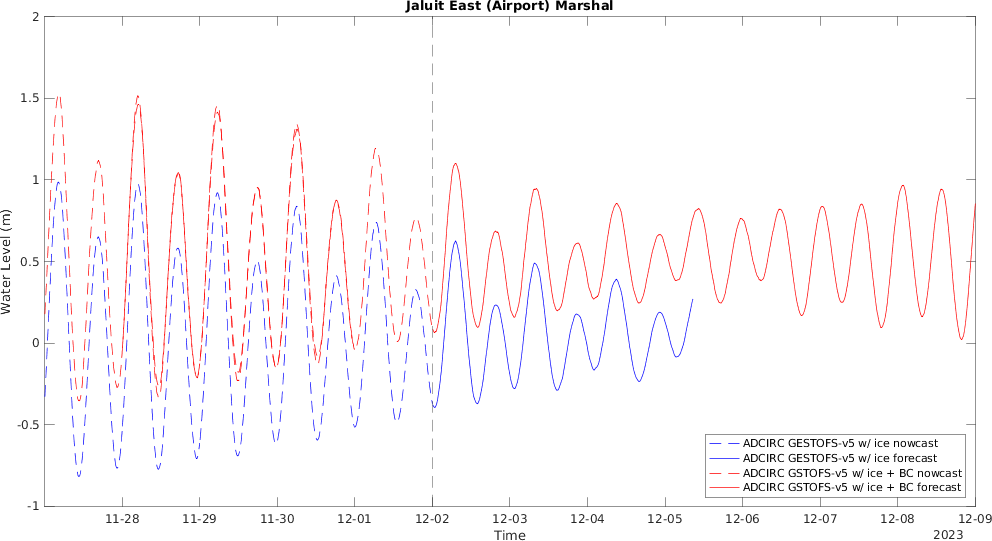 Jaluit East (Airport) Marshal
Water Level (m)
2
1.5
1
0.5
0
-0.5
-1
11-28
11-29
11-30
12-01
12-02
12-03
12-04
12-05
12-06
12-07
12-08
12-09
Time
2023
ADCIRC GESTOFS-v5 w/ ice nowcast
ADCIRC GESTOFS-v5 w/ ice forecast
ADCIRC GSTOFS-v5 w/ ice + BC nowcast
ADCIRC GSTOFS-v5 w/ ice + BC forecast